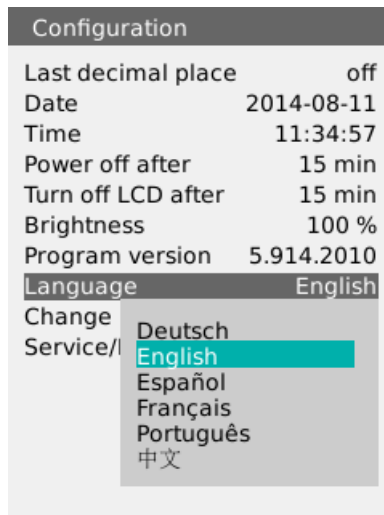 Configuration
Last decimal place off
Date 2014-08-11
Time 11:34:57
Power off after 15 min
Turn off LCD after 15 min
Brightness 100 %
Program version 5.914.2010
Language English
Change
Service/
Deutsch
English
Español
Français
Português
中文